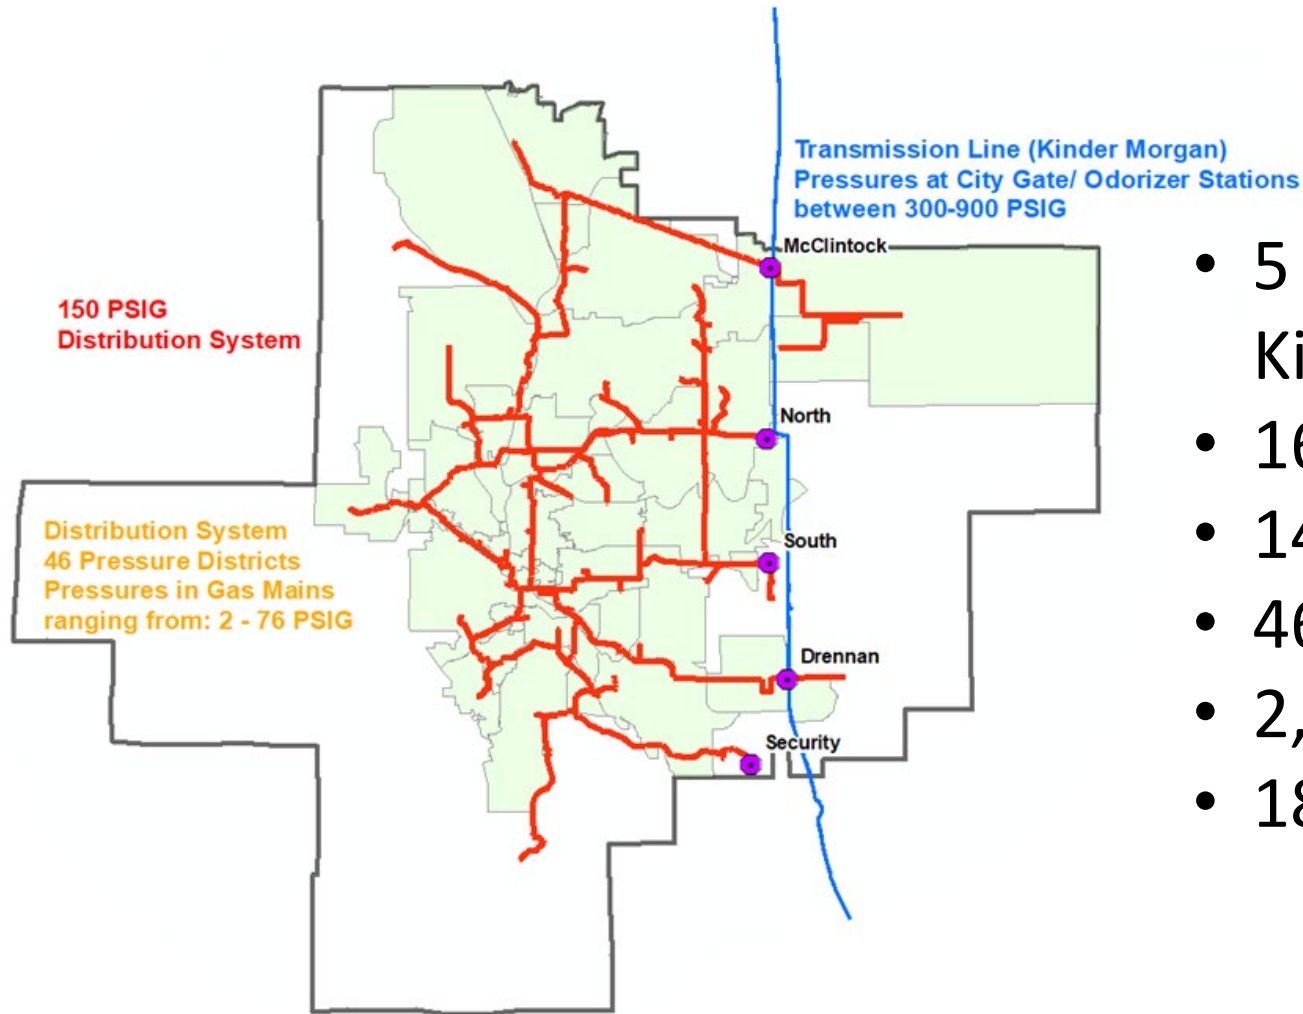 Transmission Line (Kinder Morgan)
Pressures at City Gate/ Odorizer Stations
between 300-900 PSIG
McClintock
150 PSIG
Distribution System
North
Distribution System
46 Pressure Districts
Pressures in Gas Mains
ranging from: 2 - 76 PSIG
South
Drennan
Security
• 5
Ki
• 16
• 14
• 46
• 2,
• 18